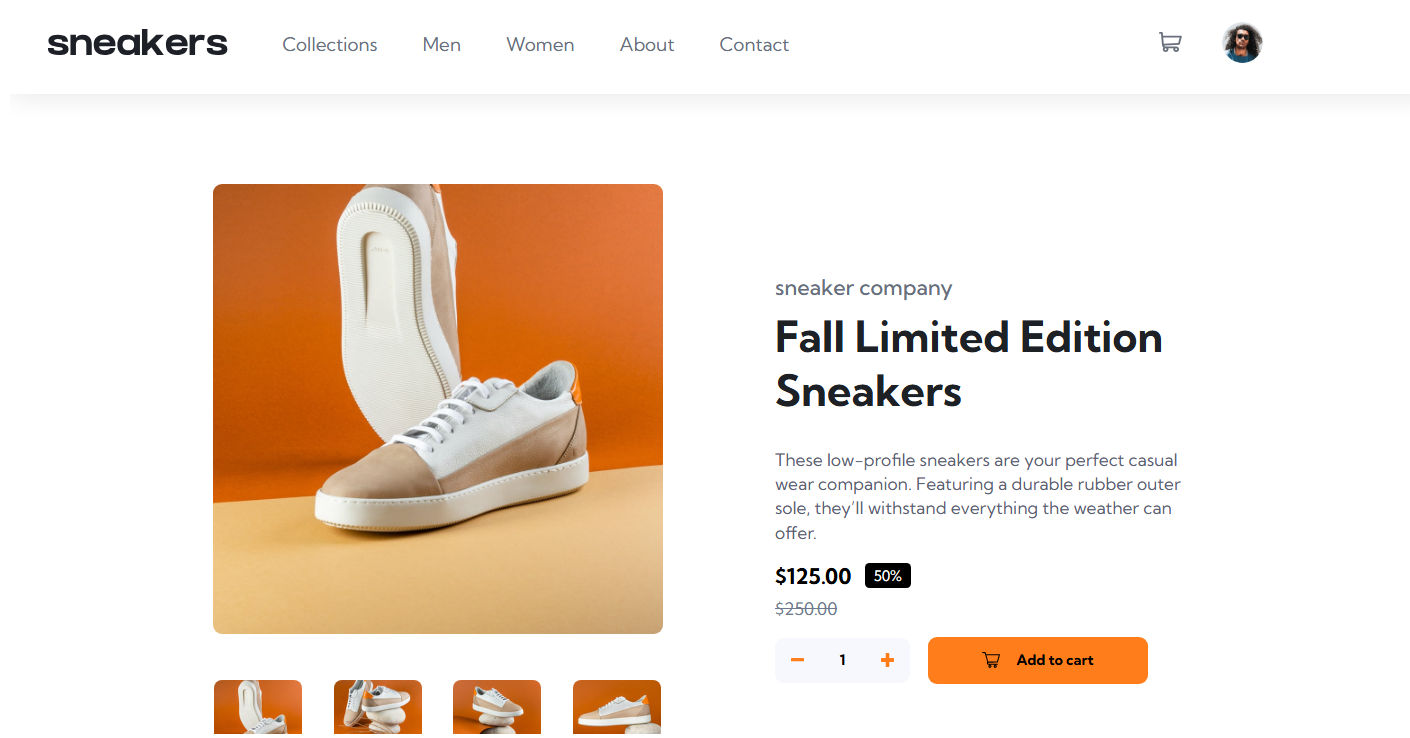 sneakers Collections Men Women About Contact
sneaker company
Fall Limited Edition
Sneakers
These low-profile sneakers are your perfect casual
wear companion. Featuring a durable rubber outer
sole, they’ll withstand everything the weather can
offer.
$125.00 50%
$250.00
1 Add to cart